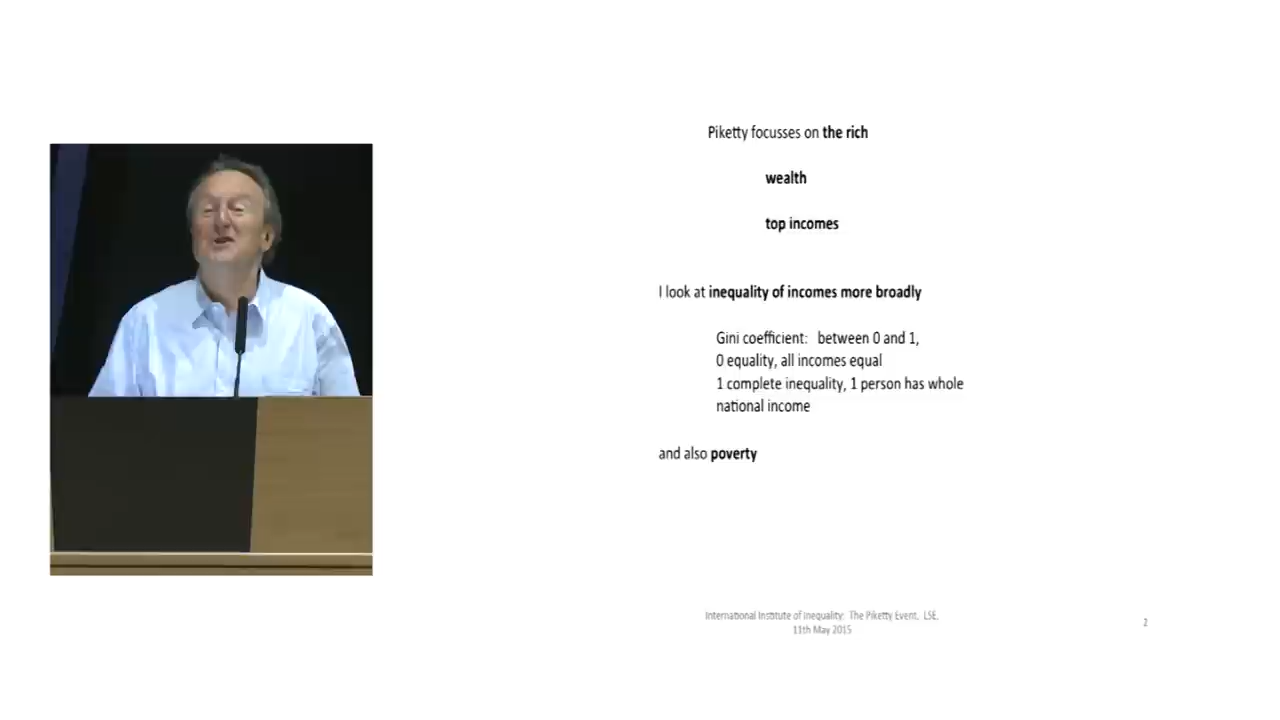 Piketty focusses on the rich
wealth
top incomes
I look at inequality of incomes more broadly
Gini coefficient: between 0 and 1,
0 equality, all incomes equal
1 complete inequality, 1 person has whole
national income
and also poverty
International Institute of Inequality: The Piketty Event, LSE,
11th May 2015
2